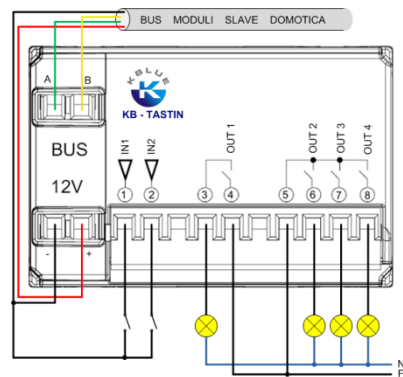 BUS MODULI SLAVE DOMOTICA
A B
KBLUE
KB - TASTIN
BUS
12V
IN1
IN2
OUT 1
OUT 2
OUT 3
OUT 4
1 2 3 4 5 6 7 8
- +
N
F